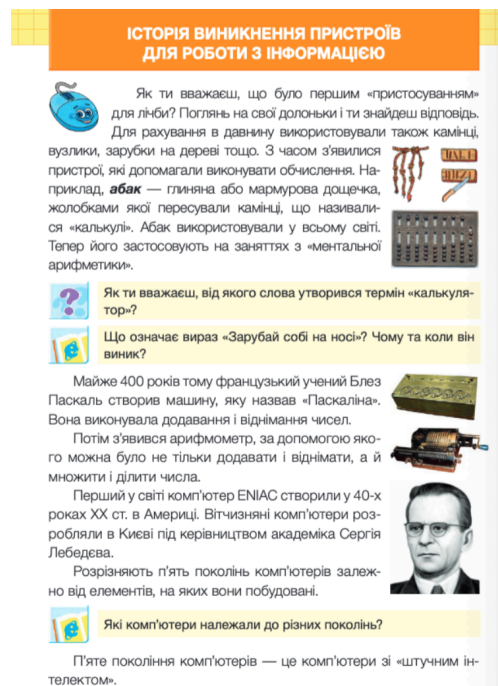 ІСТОРІЯ ВИНИКНЕННЯ ПРИСТРОЇВ
ДЛЯ РОБОТИ З ІНФОРМАЦІЄЮ
Як ти вважаєш, що було першим «пристосуванням»
для лічби? Поглянь на свої долоньки і ти знайдеш відповідь.
Для рахування в давнину використовували також камінці,
вузлики, зарубки на дереві тощо. З часом з’явилися
пристрої, які допомагали виконувати обчислення. На-
приклад, абак — глиняна або мармурова дощечка,
жолобками якої пересували камінці, що називали-
ся «калькулі». Абак використовували у всьому світі.
Тепер його застосовують на заняттях з «ментальної
арифметики».
Як ти вважаєш, від якого слова утворився термін «калькуля-
тор»?
Що означає вираз «Зарубай собі на носі»? Чому та коли він
виник?
Майже 400 років тому французький учений Блез
Паскаль створив машину, яку назвав «Паскаліна».
Вона виконувала додавання і віднімання чисел.
Потім з’явився арифмометр, за допомогою яко-
го можна було не тільки додавати і віднімати, а й
множити і ділити числа.
Перший у світі комп’ютер ENIAC створили у 40-х
роках XX ст. в Америці. Вітчизняні комп’ютери роз-
робляли в Києві під керівництвом академіка Сергія
Лебедєва.
Розрізняють п’ять поколінь комп’ютерів залеж-
но від елементів, на яких вони побудовані.
Які комп’ютери належали до різних поколінь?
П’яте покоління комп’ютерів — це комп’ютери зі «штучним ін-
телектом».